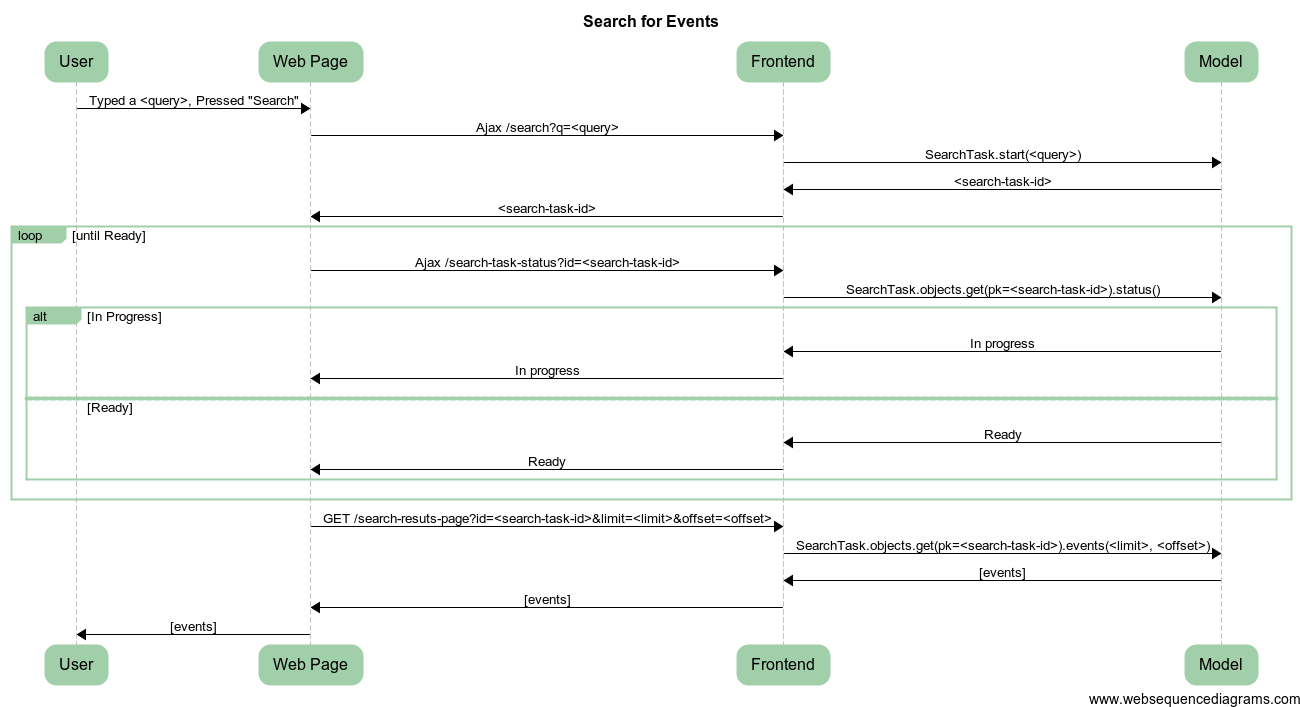 Search for Events
User
Web Page
Frontend
Model
Typed a <query>, Pressed "Search"
Ajax /search?q=<query>
SearchTask.start(<query>)
<search-task-id>
<search-task-id>
loop
[until Ready]
Ajax /search-task-status?id=<search-task-id>
SearchTask.objects.get(pk=<search-task-id>).status()
alt
[In Progress]
In progress
In progress
[Ready]
Ready
Ready
GET /search-resuts-page?id=<search-task-id>&limit=<limit>&offset=<offset>
SearchTask.objects.get(pk=<search-task-id>).events(<limit>, <offset>)
[events]
[events]
[events]
User
Web Page
Frontend
Model
www.websequencediagrams.com